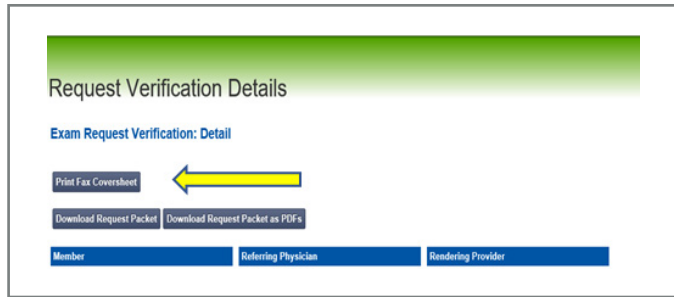 Request Verification Details
Exam Request Verification: Detail
Print Fax Coversheet
Download Request Packet Download Request Packet as PDFs
Member Referring Physician Rendering Provider